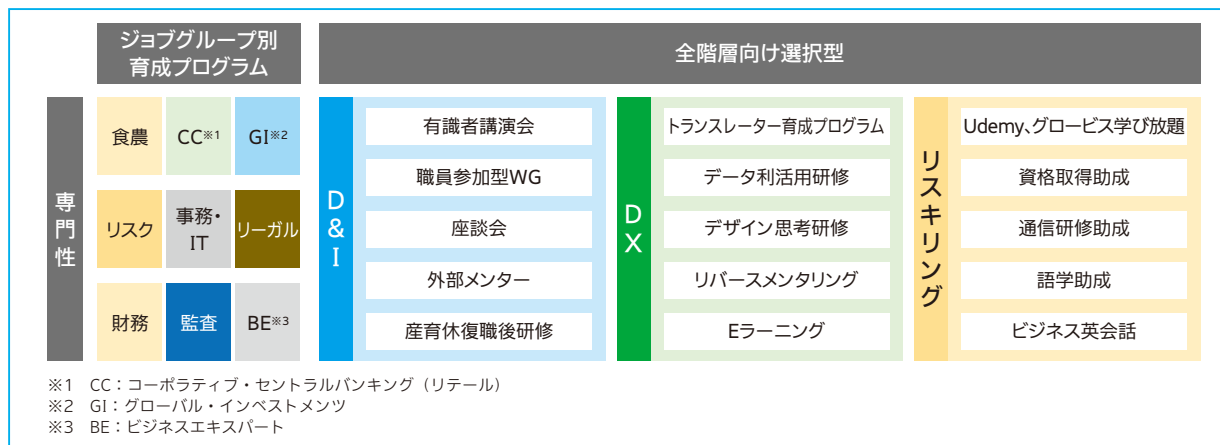 ジョブグループ別
育成プログラム
全階層向け選択型
専門性
食農
CC※1
GI※2
リスク
事務・
IT
リーガル
財務
監査
BE※3
D&I
有識者講演会
職員参加型WG
座談会
外部メンター
産育休復職後研修
DX
トランスレーター育成プログラム
データ利活用研修
デザイン思考研修
リバースメンタリング
Eラーニング
リスキリング
Udemy、グロービス学び放題
資格取得助成
通信研修助成
語学助成
ビジネス英会話
※1 CC：コーポラティブ・セントラルバンキング（リテール）
※2 GI：グローバル・インベストメンツ
※3 BE：ビジネスエキスパート